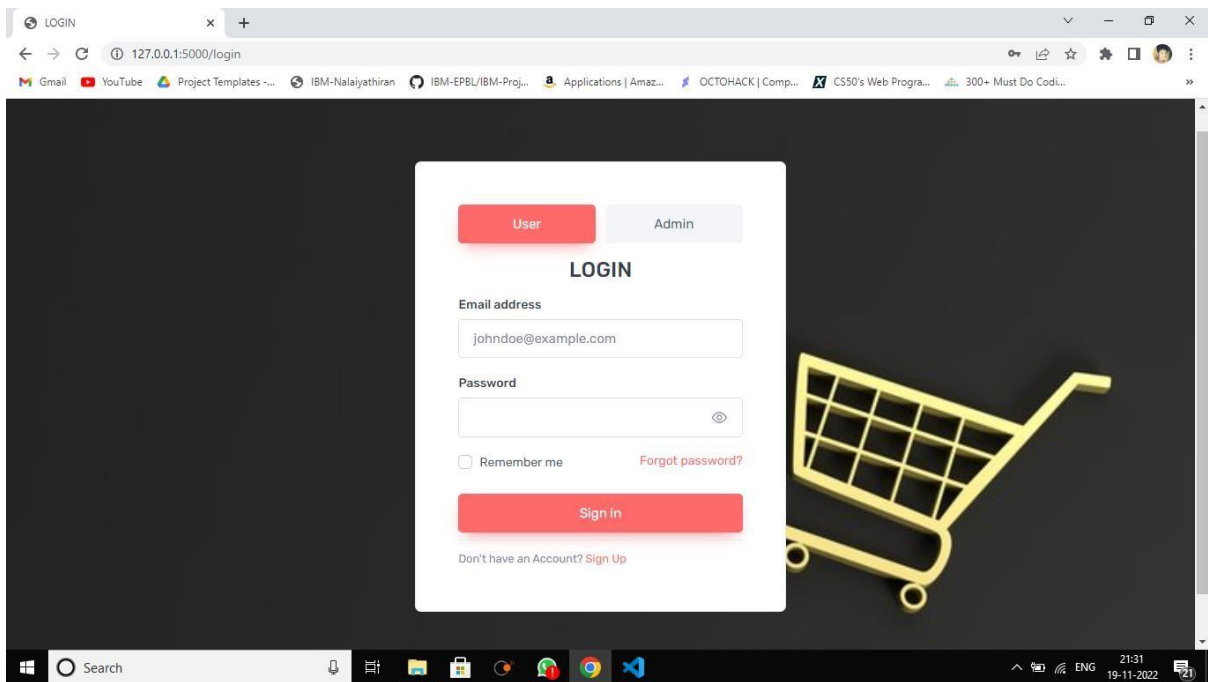 LOGIN
127.0.0.1:5000/login
Gmail YouTube Project Templates -... IBM-Nalaiyathiran IBM-EPBL/IBM-Proj... Applications | Amaz... OCTOHACK | Comp... CS50's Web Progra... 300+ Must Do Codi... »
User Admin
LOGIN
Email address
johndoe@example.com
Password
Remember me Forgot password?
Sign in
Don't have an Account? Sign Up
Search ENG 21:31
19-11-2022 21